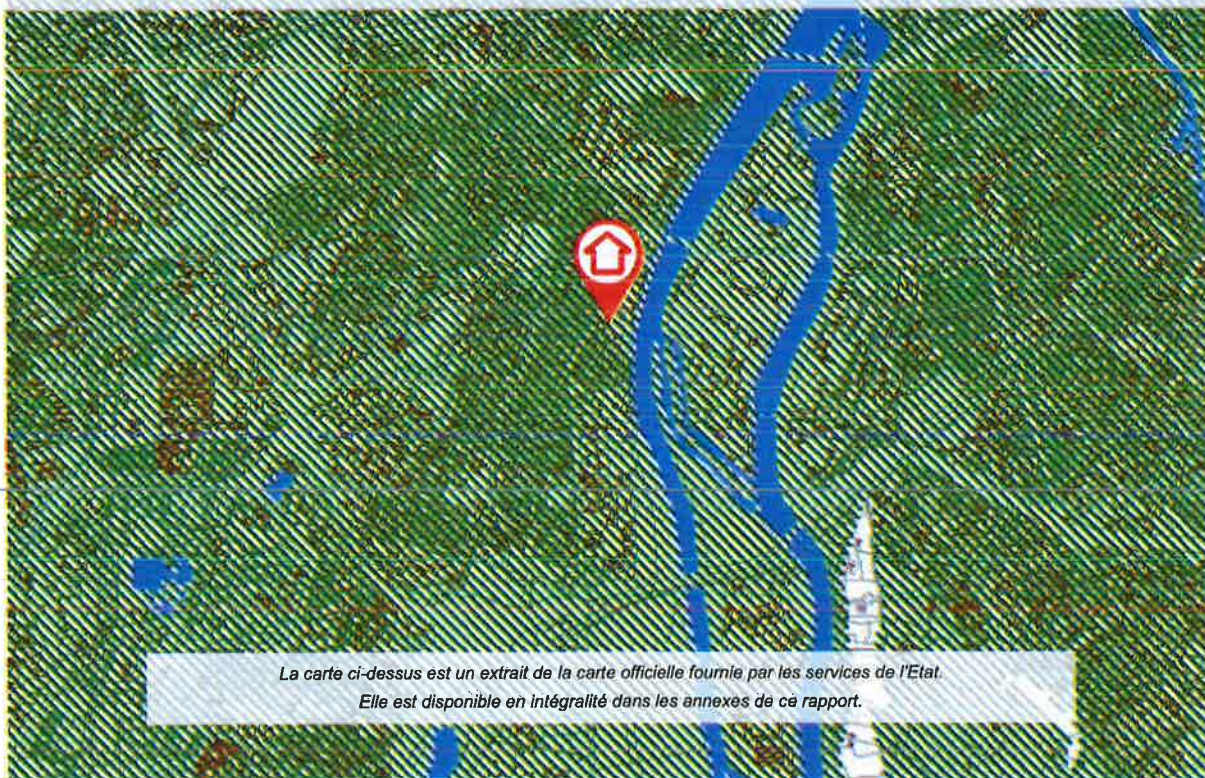 La carte ci-dessus est un extrait de la carte officielle fournie par les services de l'Etat.
Elle est disponible en intégralité dans les annexes de ce rapport.